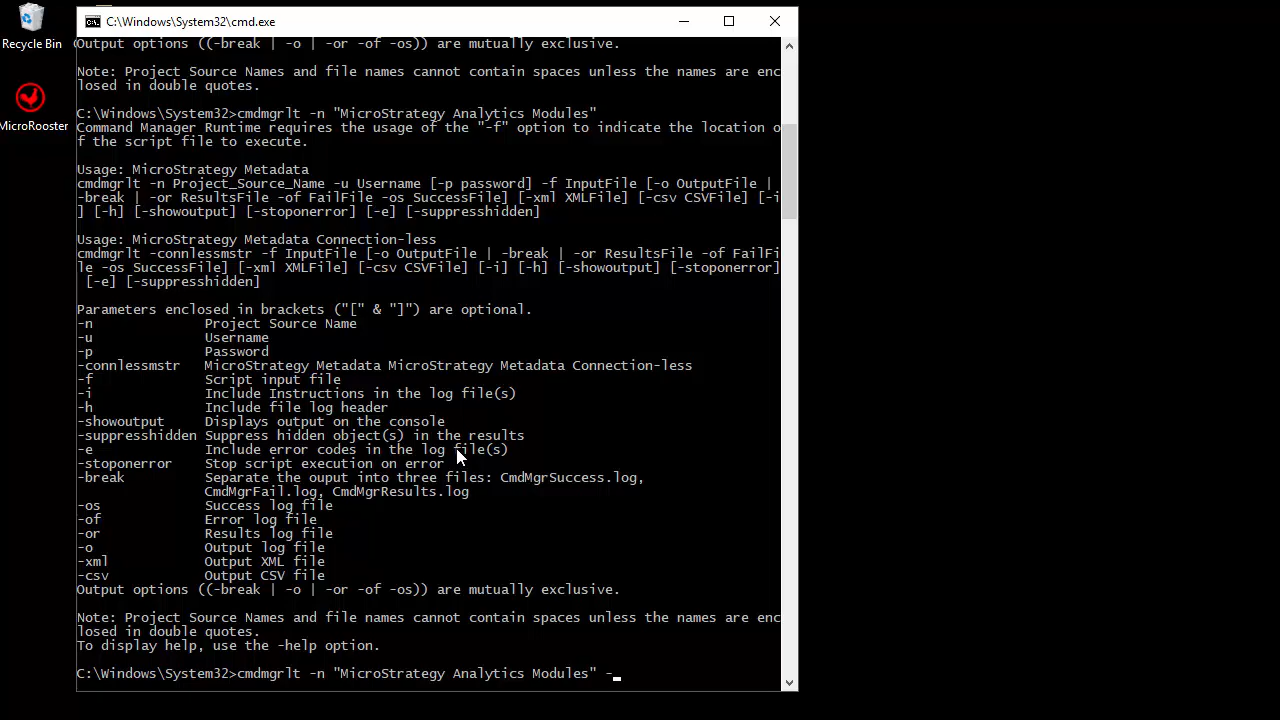 Recycle Bin
MicroRooster
C:\Windows\System32\cmd.exe
Output options ((-break | -o | -or -of -os)) are mutually exclusive.
Note: Project Source Names and file names cannot contain spaces unless the names are enc
losed in double quotes.
C:\Windows\System32>cmdmgrlt -n "MicroStrategy Analytics Modules"
Command Manager Runtime requires the usage of the "-f" option to indicate the location o
f the script file to execute.
Usage: MicroStrategy Metadata
cmdmgrlt -n Project_Source_Name -u Username [-p password] -f InputFile [-o OutputFile |
-break | -or ResultsFile -of FailFile -os SuccessFile] [-xml XMLFile] [-csv CSVFile] [-i
] [-h] [-showoutput] [-stoponerror] [-e] [-suppresshidden]
Usage: MicroStrategy Metadata Connection-less
cmdmgrlt -connlessmstr -f InputFile [-o OutputFile | -break | -or ResultsFile -of FailFi
le -os SuccessFile] [-xml XMLFile] [-csv CSVFile] [-i] [-h] [-showoutput] [-stoponerror]
[-e] [-suppresshidden]
Parameters enclosed in brackets ("[" & "]") are optional.
-n Project Source Name
-u Username
-p Password
-connlessmstr MicroStrategy Metadata MicroStrategy Metadata Connection-less
-f Script input file
-i Include Instructions in the log file(s)
-h Include file log header
-showoutput Displays output on the console
-suppresshidden Suppress hidden object(s) in the results
-e Include error codes in the log file(s)
-stoponerror Stop script execution on error
-break Separate the ouput into three files: CmdMgrSuccess.log,
CmdMgrFail.log, CmdMgrResults.log
-os Success log file
-of Error log file
-or Results log file
-o Output log file
-xml Output XML file
-csv Output CSV file
Output options ((-break | -o | -or -of -os)) are mutually exclusive.
Note: Project Source Names and file names cannot contain spaces unless the names are enc
losed in double quotes.
To display help, use the -help option.
C:\Windows\System32>cmdmgrlt -n "MicroStrategy Analytics Modules" -_